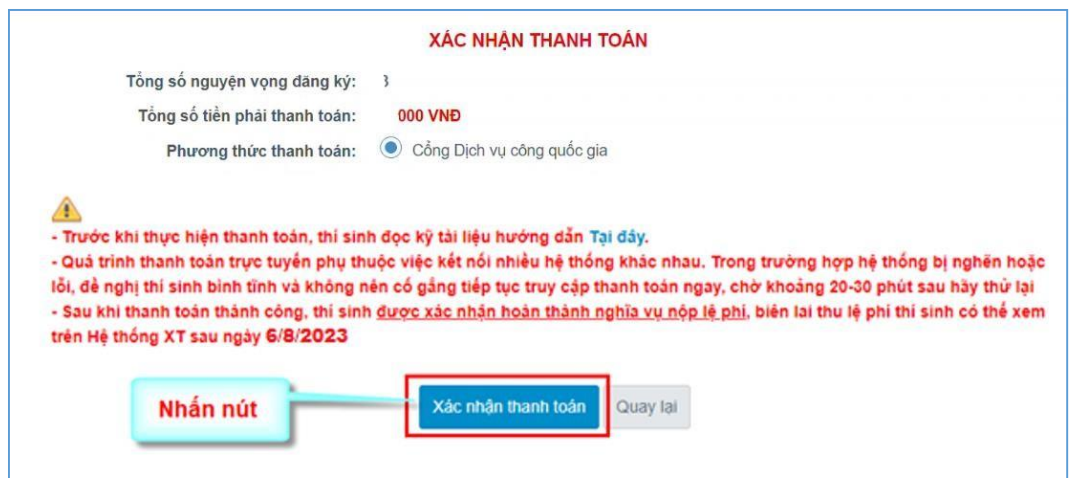 XÁC NHẬN THANH TOÁN
Tổng số nguyện vọng đăng ký:
Tổng số tiền phải thanh toán: 000 VNĐ
Phương thức thanh toán: Cổng Dịch vụ công quốc gia
- Trước khi thực hiện thanh toán, thí sinh đọc kỹ tài liệu hướng dẫn Tại đây.
- Quá trình thanh toán trực tuyến phụ thuộc việc kết nối nhiều hệ thống khác nhau. Trong trường hợp hệ thống bị nghẽn hoặc
lỗi, đề nghị thí sinh bình tĩnh và không nên cố gắng tiếp tục truy cập thanh toán ngay, chờ khoảng 20-30 phút sau hãy thử lại
- Sau khi thanh toán thành công, thí sinh được xác nhận hoàn thành nghĩa vụ nộp lệ phí, biên lai thu lệ phí thí sinh có thể xem
trên Hệ thống XT sau ngày 6/8/2023
Nhấn nút
Xác nhận thanh toán Quay lại